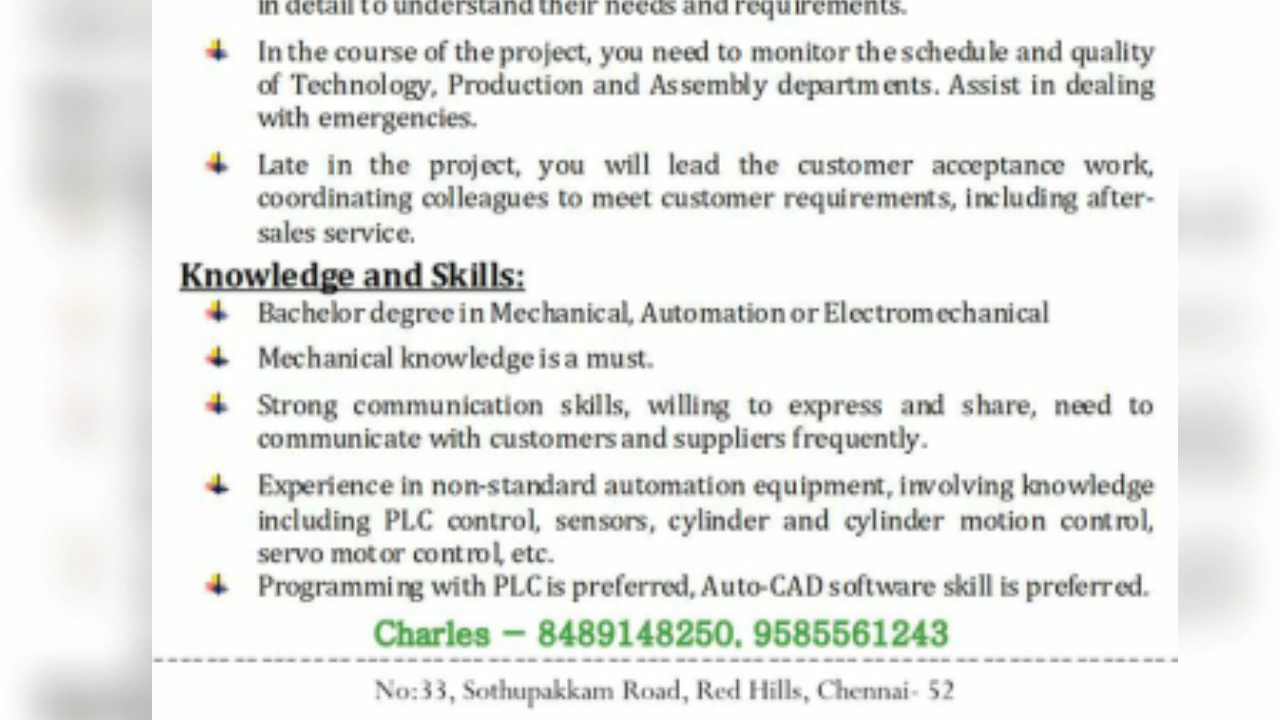 in detail to understand their needs and requirements.
In the course of the project, you need to monitor the schedule and quality
of Technology, Production and Assembly departments. Assist in dealing
with emergencies.
Late in the project, you will lead the customer acceptance work,
coordinating colleagues to meet customer requirements, including after-
sales service.
Knowledge and Skills:
Bachelor degree in Mechanical, Automation or Electromechanical
Mechanical knowledge is a must.
Strong communication skills, willing to express and share, need to
communicate with customers and suppliers frequently.
Experience in non-standard automation equipment, involving knowledge
including PLC control, sensors, cylinder and cylinder motion control,
servo motor control, etc.
Programming with PLC is preferred, Auto-CAD software skill is preferred.
Charles – 8489148250, 9585561243
No:33, Sothupakkam Road, Red Hills, Chennai- 52